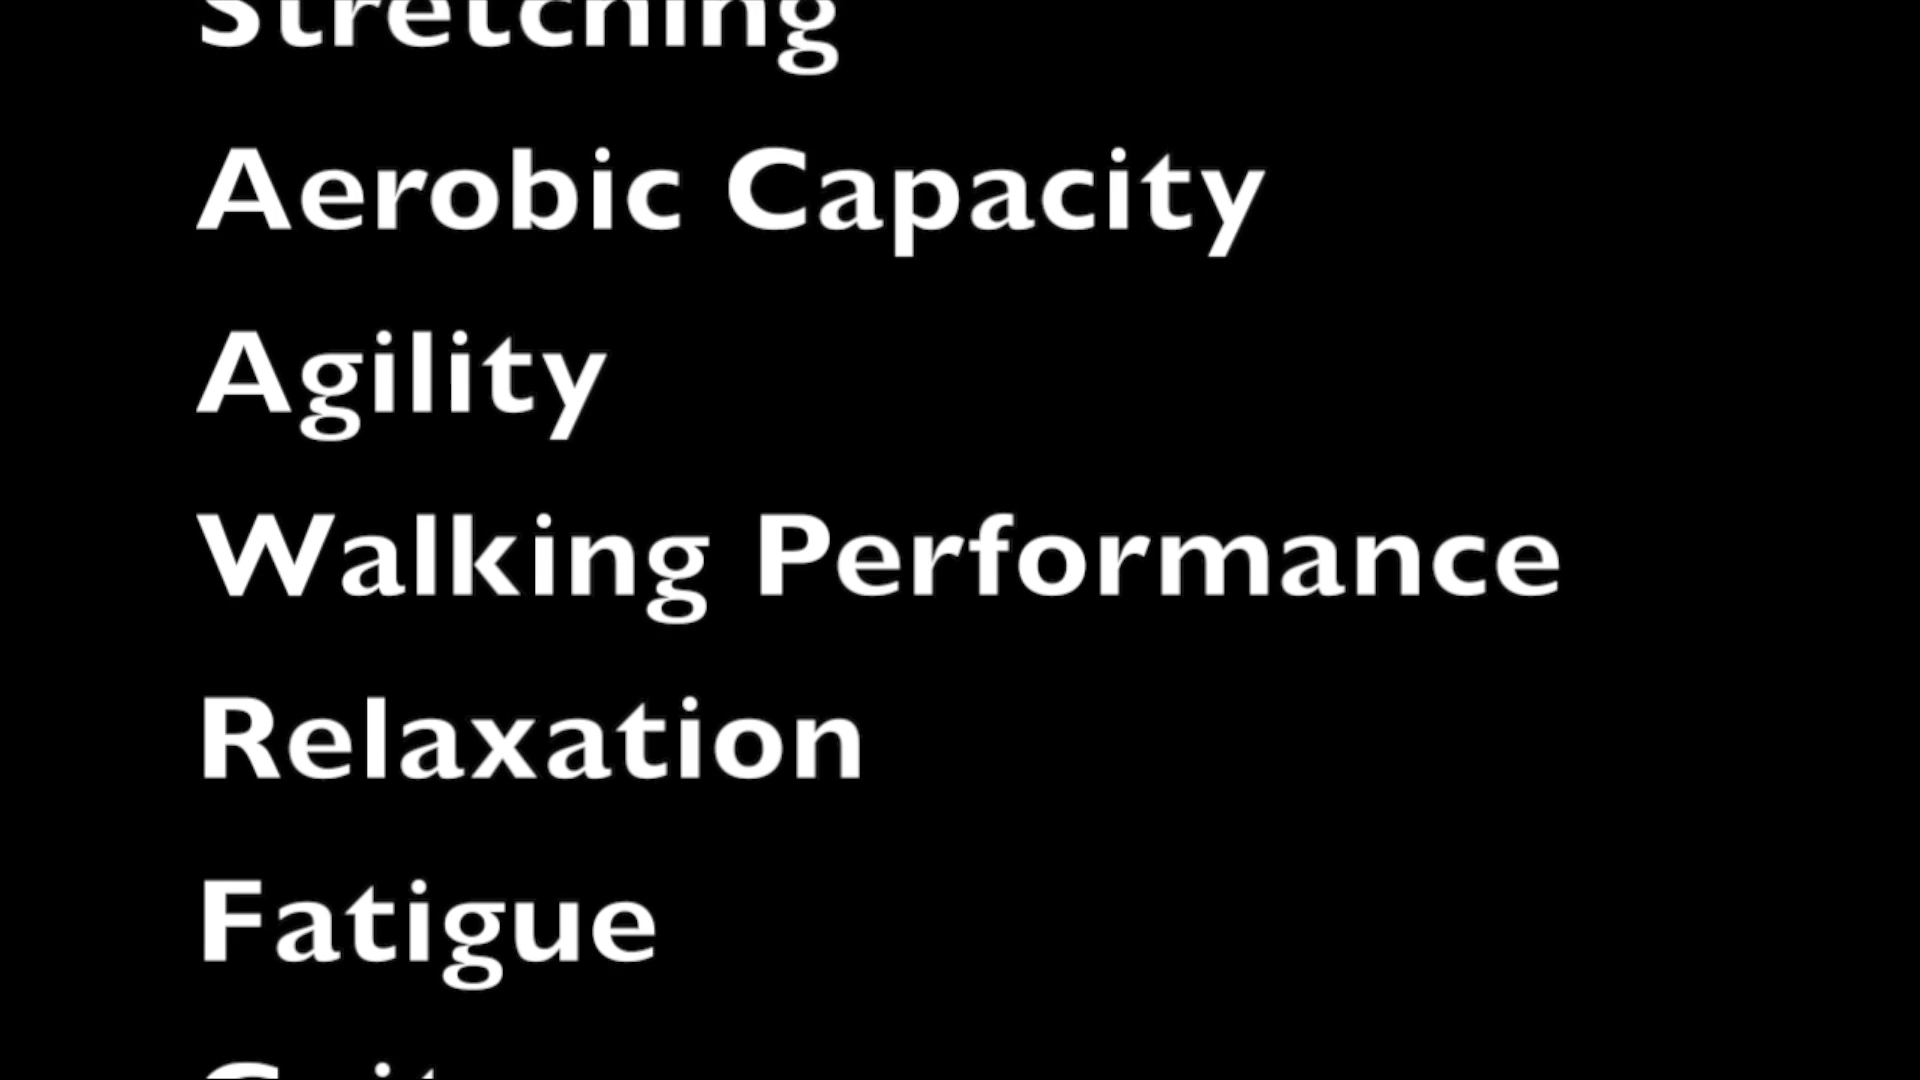 Stretching
Aerobic Capacity
Agility
Walking Performance
Relaxation
Fatigue